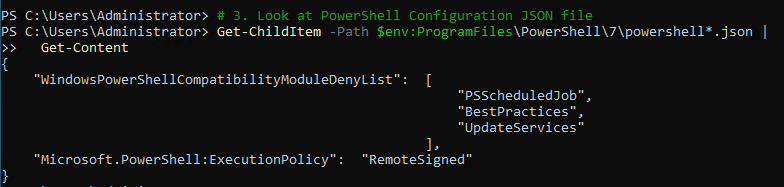 PS C:\Users\Administrator> # 3. Look at PowerShell Configuration JSON file
PS C:\Users\Administrator> Get-ChildItem -Path $env:ProgramFiles\PowerShell\7\powershell*.json |
>>   Get-Content
{
    "WindowsPowerShellCompatibilityModuleDenyList":  [
                                                         "PSScheduledJob",
                                                         "BestPractices",
                                                         "UpdateServices"
                                                     ],
    "Microsoft.PowerShell:ExecutionPolicy":  "RemoteSigned"
}